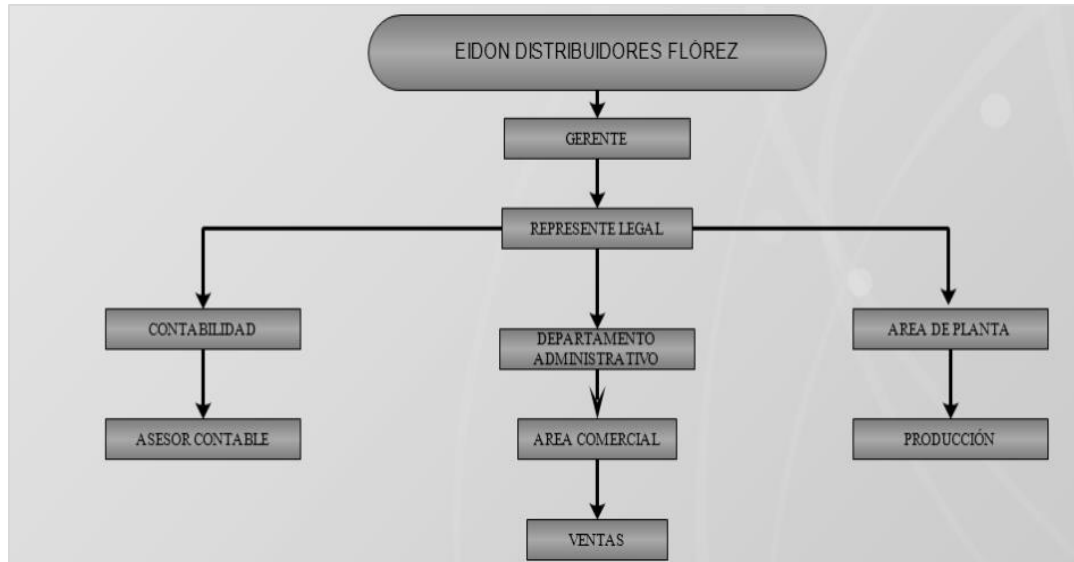 EIDON DISTRIBUIDORES FLÓREZ
GERENTE
REPRESENTE LEGAL
CONTABILIDAD
DEPARTAMENTO
ADMINISTRATIVO
AREA DE PLANTA
ASESOR CONTABLE
AREA COMERCIAL
PRODUCCIÓN
VENTAS